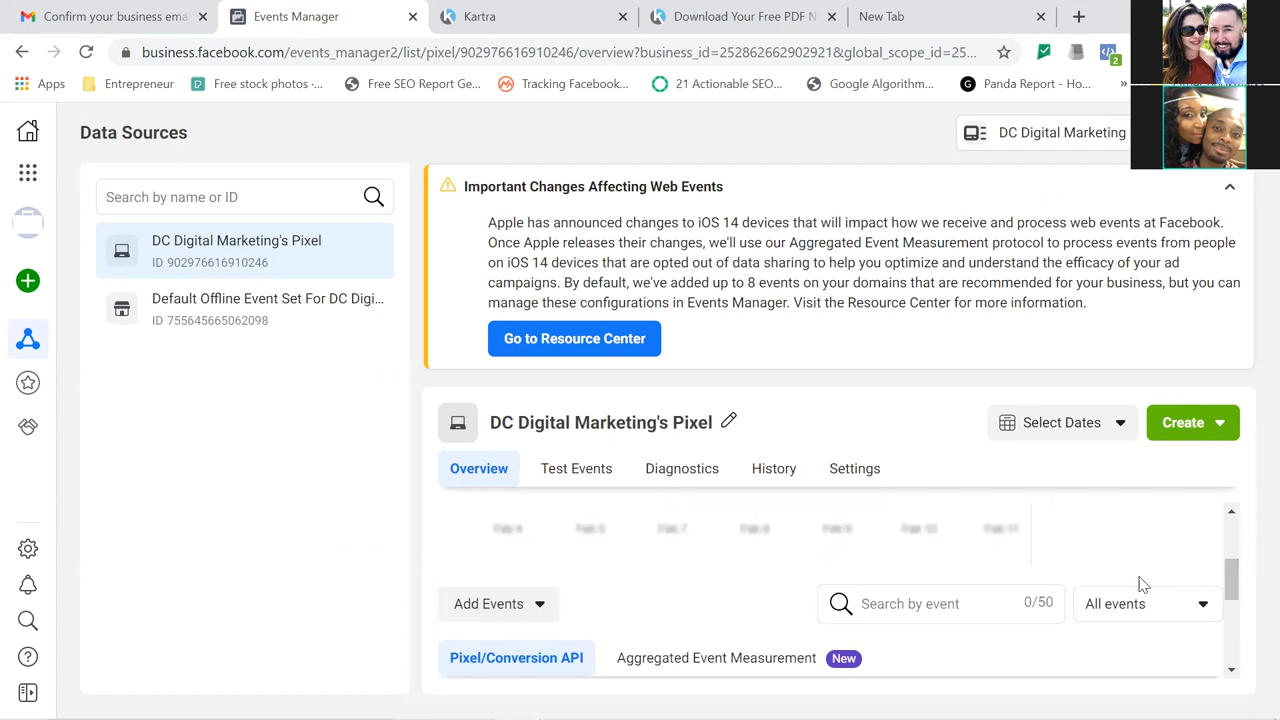 Confirm your business ema
Events Manager
Kartra
Download Your Free PDF N
New Tab
business.facebook.com/events_manager2/list/pixel/902976616910246/overview?business_id=252862662902921&global_scope_id=25...
2
Apps
Entrepreneur
Free stock photos ·...
Free SEO Report C...
Tracking Facebook...
21 Actionable SEO...
Google Algorithm...
Panda Report - Ho...
»
Data Sources
DC Digital Marketing
Search by name or ID
DC Digital Marketing's Pixel
ID 902976616910246
Default Offline Event Set For DC Digi...
ID 755645665062098
Important Changes Affecting Web Events
Apple has announced changes to iOS 14 devices that will impact how we receive and process web events at Facebook.
Once Apple releases their changes, we'll use our Aggregated Event Measurement protocol to process events from people
on iOS 14 devices that are opted out of data sharing to help you optimize and understand the efficacy of your ad
campaigns. By default, we've added up to 8 events on your domains that are recommended for your business, but you can
manage these configurations in Events Manager. Visit the Resource Center for more information.
Go to Resource Center
DC Digital Marketing's Pixel
Select Dates
Create
Overview
Test Events
Diagnostics
History
Settings
Add Events
Search by event
0/50
All events
Pixel/Conversion API
Aggregated Event Measurement
New